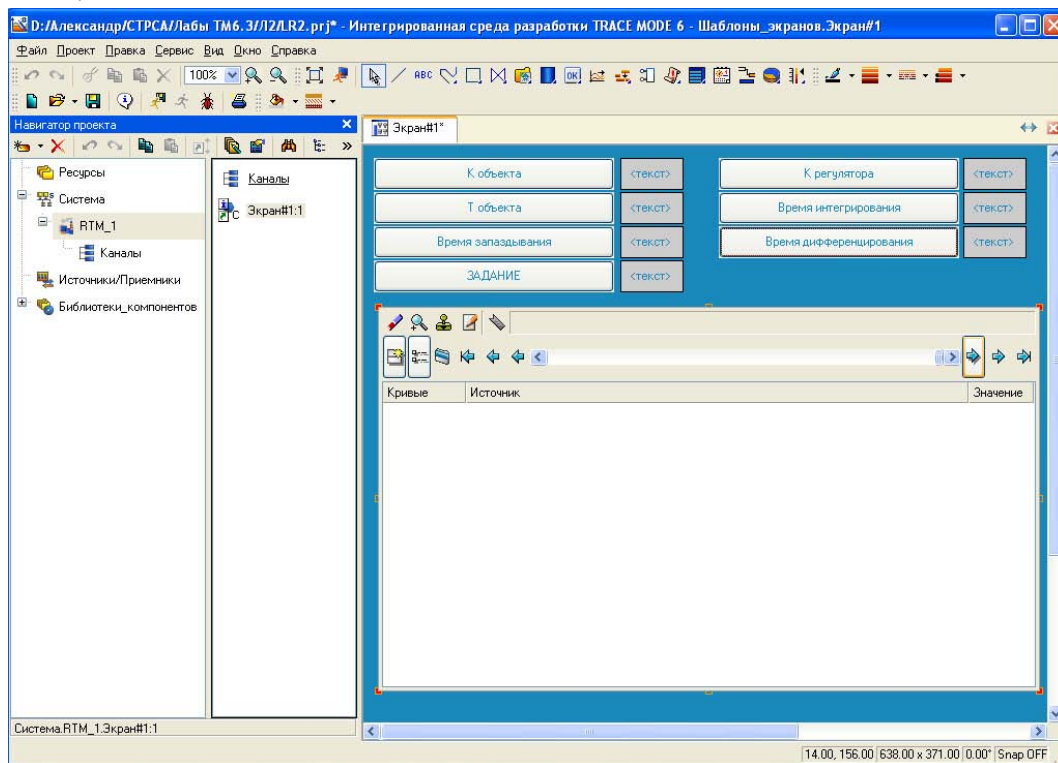 D:/Александр/СТРСА/Лабы ТМ6.3/Л2/LR2.prj* - Интегрированная среда разработки TRACE MODE 6 - Шаблоны_экранов.Экран#1
Файл Проект Правка Сервис Вид Окно Справка
100%
ABC
OK
Навигатор проекта
Экран#1*
Ресурсы
Система
RTM_1
Каналы
Источники/Приемники
Библиотеки_компонентов
Каналы
Экран#1:1
К объекта <текст> К регулятора <текст>
Т объекта <текст> Время интегрирования <текст>
Время запаздывания <текст> Время дифференцирования <текст>
ЗАДАНИЕ <текст>
Кривые Источник Значение
Система.RTM_1.Экран#1:1
14.00, 156.00 638.00 x 371.00 0.00° Snap OFF